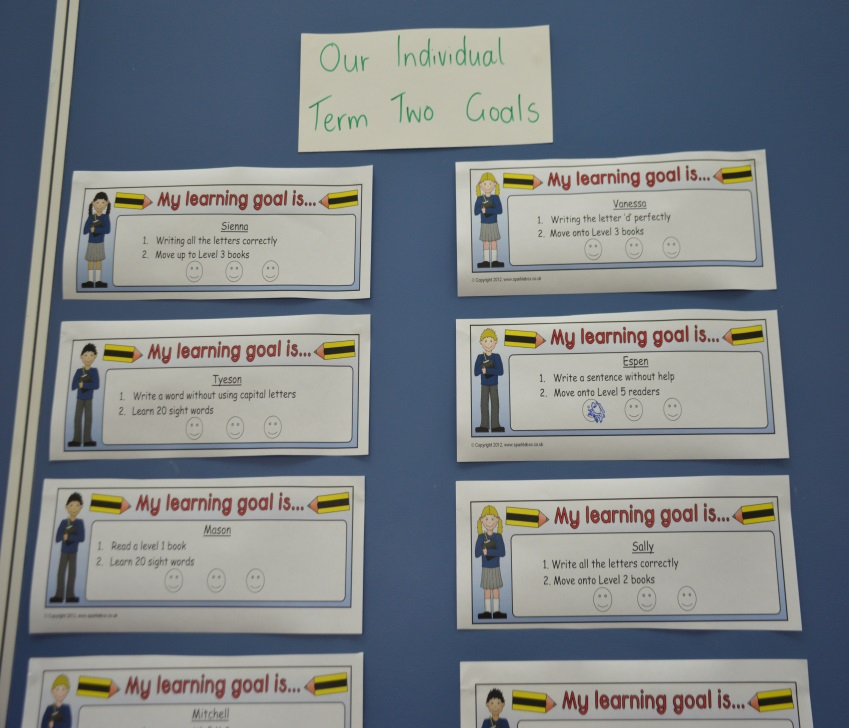 Our Individual
Term Two Goals
My learning goal is...
Sienna
1. Writing all the letters correctly
2. Move up to Level 3 books
My learning goal is...
Vanessa
1. Writing the letter 'd' perfectly
2. Move onto Level 3 books
© Copyright 2012, www.sparklebox.co.uk
My learning goal is...
Tyeson
1. Write a word without using capital letters
2. Learn 20 sight words
My learning goal is...
Espen
1. Write a sentence without help
2. Move onto Level 5 readers
© Copyright 2012, www.sparklebox.co.uk
My learning goal is...
Mason
1. Read a level 1 book
2. Learn 20 sight words
© Copyright 2012, www.sparklebox.co.uk
My learning goal is...
Sally
1. Write all the letters correctly
2. Move onto Level 2 books
My learning goal is...
Mitchell
My learning goal is...